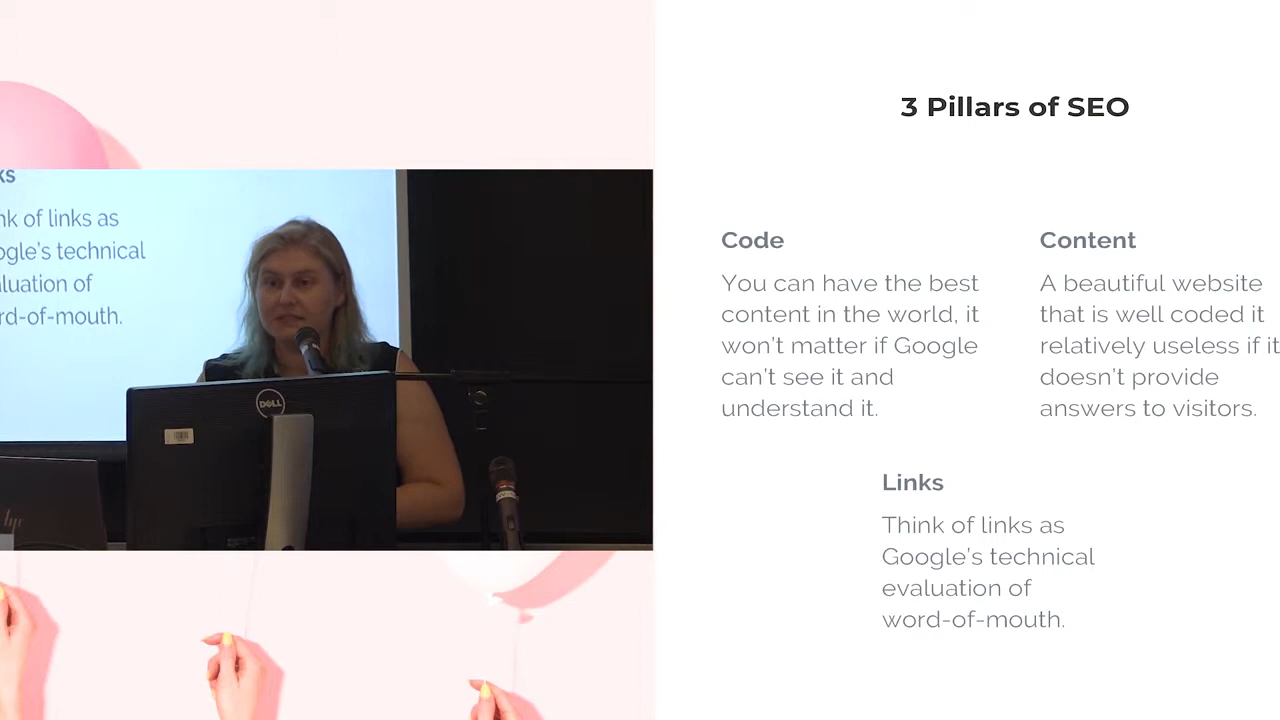 3 Pillars of SEO
Code
You can have the best
content in the world, it
won't matter if Google
can't see it and
understand it.
Content
A beautiful website
that is well coded it
relatively useless if it
doesn't provide
answers to visitors.
Links
Think of links as
Google's technical
evaluation of
word-of-mouth.
ks
nk of links as
ogle's technical
luation of
rd-of-mouth.
DELL